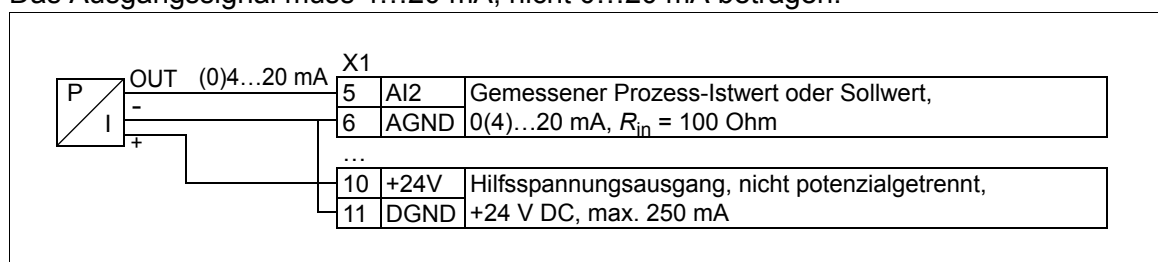 Das Ausgangssignal muss 4…20 mA, nicht 0…20 mA betragen.
X1
P
I
OUT (0)4…20 mA
-
+
5 AI2 Gemessener Prozess-Istwert oder Sollwert,
6 AGND 0(4)…20 mA, Rin = 100 Ohm
…
10 +24V Hilfsspannungsausgang, nicht potenzialgetrennt,
11 DGND +24 V DC, max. 250 mA